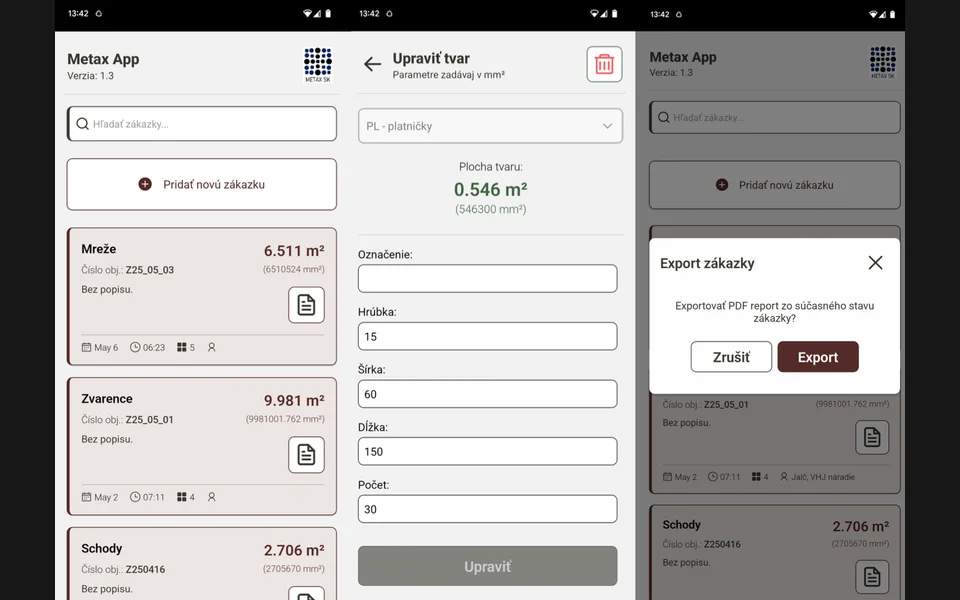 13:42
Metax App
Verzia: 1.3
METAX SK
Hľadať zákazky...
Pridať novú zákazku
Mreže
6.511 m²
Číslo obj.: Z25_05_03
(6510524 mm²)
Bez popisu.
May 6 06:23 5
Zvarence
9.981 m²
Číslo obj.: Z25_05_01
(9981001.762 mm²)
Bez popisu.
May 2 07:11 4
Schody
2.706 m²
Číslo obj.: Z250416
(2705670 mm²)
Bez popisu.
13:42
Upraviť tvar
Parametre zadávaj v mm²
PL - platničky
Plocha tvaru:
0.546 m²
(546300 mm²)
Označenie:
Hrúbka:
15
Šírka:
60
Dĺžka:
150
Počet:
30
Upraviť
13:42
Metax App
Verzia: 1.3
METAX SK
Hľadať zákazky...
Pridať novú zákazku
Export zákazky
Exportovať PDF report zo súčasného stavu
zákazky?
Zrušiť
Export
Číslo obj.: Z25_05_01
(9981001.762 mm²)
Bez popisu.
May 2 07:11 4 Jalč, VHJ náradie
Schody
2.706 m²
Číslo obj.: Z250416
(2705670 mm²)
Bez popisu.